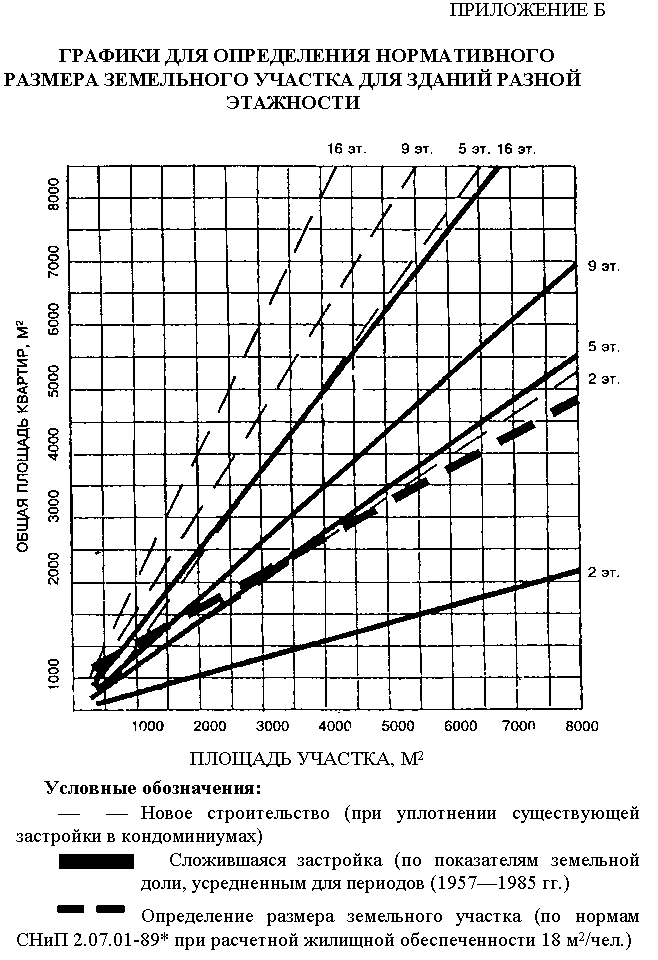 ПРИЛОЖЕНИЕ Б
ГРАФИКИ ДЛЯ ОПРЕДЕЛЕНИЯ НОРМАТИВНОГО
РАЗМЕРА ЗЕМЕЛЬНОГО УЧАСТКА ДЛЯ ЗДАНИЙ РАЗНОЙ
ЭТАЖНОСТИ
16 эт. 9 эт. 5 эт. 16 эт.
8000
7000
6000
5000
4000
3000
2000
1000
ОБЩАЯ ПЛОЩАДЬ КВАРТИР, М²
9 эт.
5 эт.
2 эт.
2 эт.
1000 2000 3000 4000 5000 6000 7000 8000
ПЛОЩАДЬ УЧАСТКА, М²
Условные обозначения:
Новое строительство (при уплотнении существующей
застройки в кондоминиумах)
Сложившаяся застройка (по показателям земельной
доли, усредненным для периодов (1957—1985 гг.)
Определение размера земельного участка (по нормам
СНиП 2.07.01-89* при расчетной жилищной обеспеченности 18 м²/чел.)